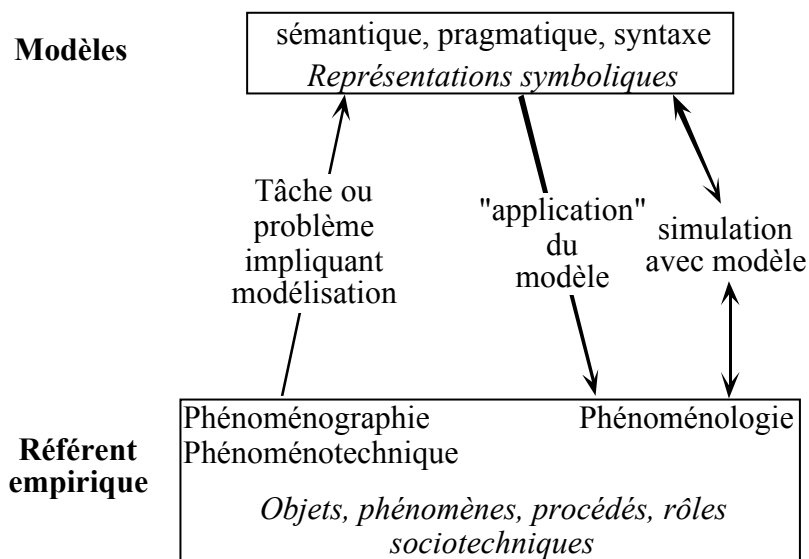 Modèles
sémantique, pragmatique, syntaxe
Représentations symboliques
Tâche ou
problème
impliquant
modélisation
"application"
du
modèle
simulation
avec modèle
Référent
empirique
Phénoménographie
Phénoménologie
Phénoménotechnique
Objets, phénomènes, procédés, rôles
sociotechniques